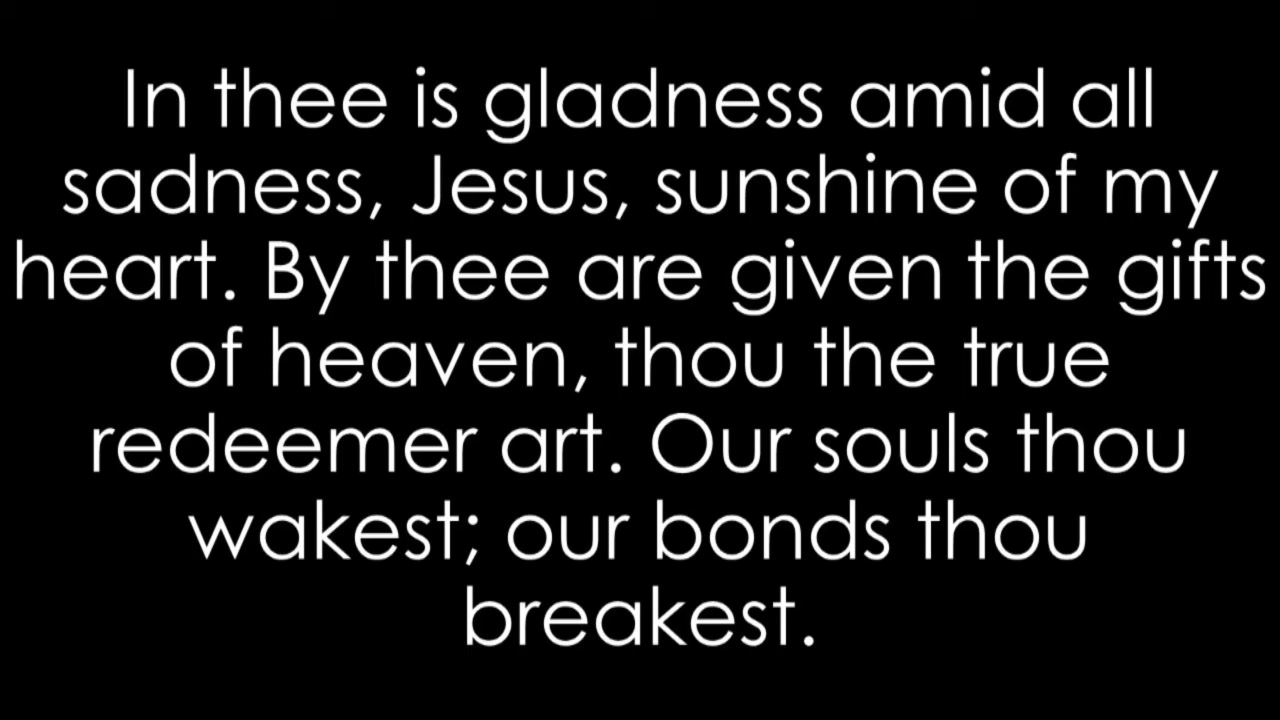 In thee is gladness amid all
sadness, Jesus, sunshine of my
heart. By thee are given the gifts
of heaven, thou the true
redeemer art. Our souls thou
wakest; our bonds thou
breakest.